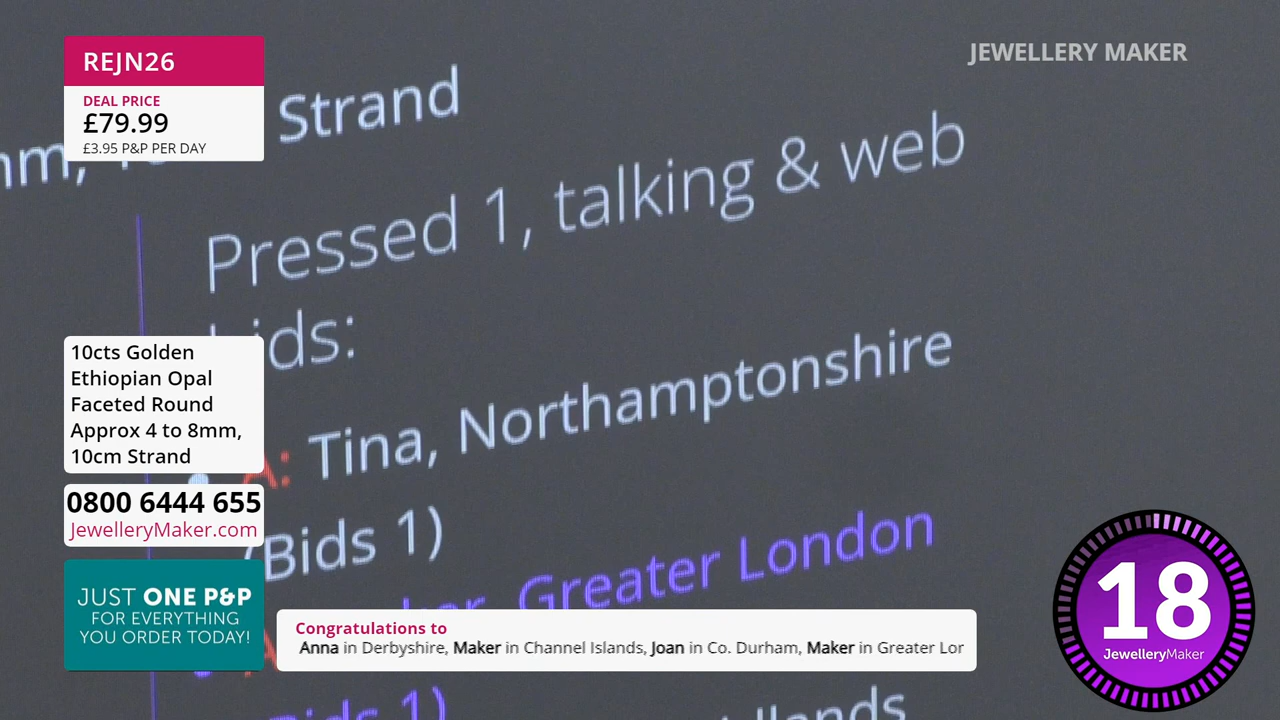 REJN26
DEAL PRICE
£79.99
£3.95 P&P PER DAY
JEWELLERY MAKER
Strand
Pressed 1, talking & web
ids:
A: Tina, Northamptonshire
(Bids 1)
Greater London
10cts Golden
Ethiopian Opal
Faceted Round
Approx 4 to 8mm,
10cm Strand
0800 6444 655
JewelleryMaker.com
JUST ONE P&P
FOR EVERYTHING
YOU ORDER TODAY!
Congratulations to
Anna in Derbyshire, Maker in Channel Islands, Joan in Co. Durham, Maker in Greater Lor
18
JewelleryMaker